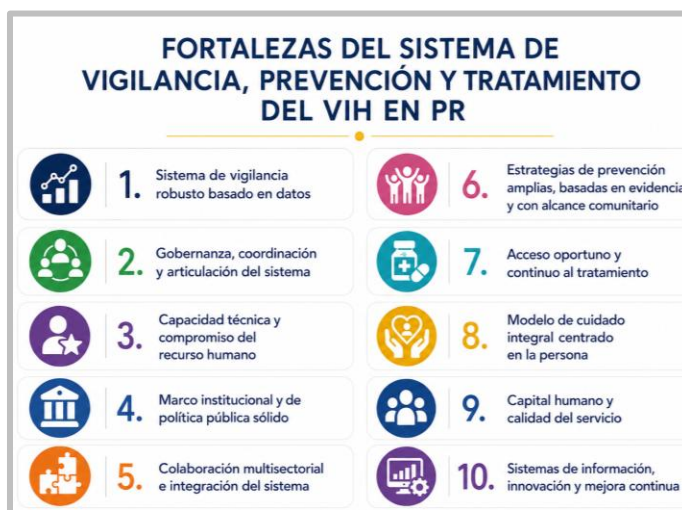 FORTALEZAS DEL SISTEMA DE
VIGILANCIA, PREVENCIÓN Y TRATAMIENTO
DEL VIH EN PR
1. Sistema de vigilancia
robusto basado en datos
2. Gobernanza, coordinación
y articulación del sistema
3. Capacidad técnica y
compromiso del
recurso humano
4. Marco institucional y de
política pública sólido
5. Colaboración multisectorial
e integración del sistema
6. Estrategias de prevención
amplias, basadas en evidencia
y con alcance comunitario
7. Acceso oportuno y
continuo al tratamiento
8. Modelo de cuidado
integral centrado
en la persona
9. Capital humano y
calidad del servicio
10. Sistemas de información,
innovación y mejora continua